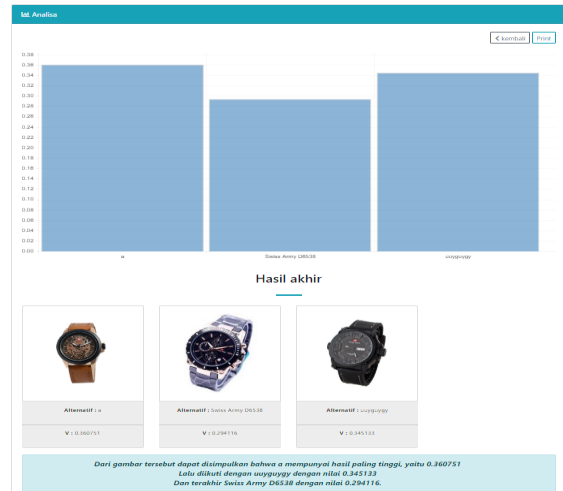 Analisa
kembali
Print
0.38
0.36
0.34
0.32
0.30
0.28
0.26
0.24
0.22
0.20
0.18
0.16
0.14
0.12
0.10
0.08
0.06
0.04
0.02
0.00
a Swiss Army D6538 uuyguygy
Hasil akhir
Alternatif : a
V : 0.360751
Alternatif : Swiss Army D6538
V : 0.294116
Alternatif : uuyguygy
V : 0.345133
Dari gambar tersebut dapat disimpulkan bahwa a mempunyai hasil paling tinggi, yaitu 0.360751
Lalu diikuti dengan uuyguygy dengan nilai 0.345133
Dan terakhir Swiss Army D6538 dengan nilai 0.294116.